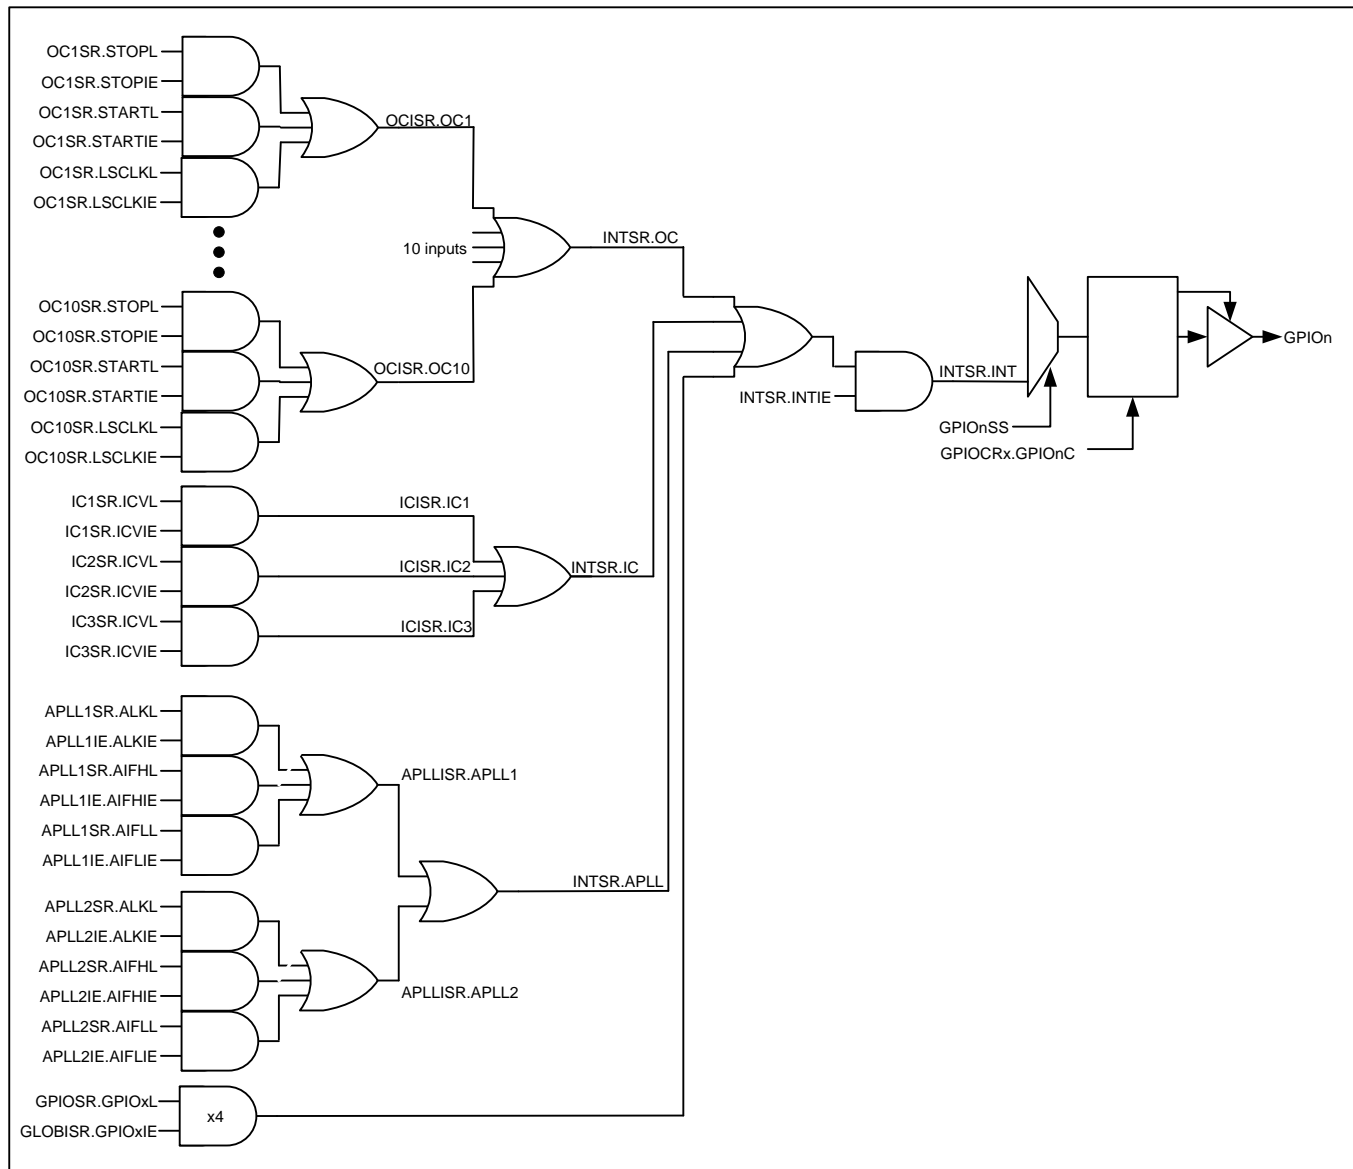 OC1SR.STOPL
OC1SR.STOPIE
OC1SR.STARTL
OC1SR.STARTIE
OC1SR.LSCLKL
OC1SR.LSCLKIE
OCISR.OC1
10 inputs
INTSR.OC
OC10SR.STOPL
OC10SR.STOPIE
OC10SR.STARTL
OC10SR.STARTIE
OC10SR.LSCLKL
OC10SR.LSCLKIE
OCISR.OC10
INTSR.INTIE
INTSR.INT
GPIOn
GPIOnSS
GPIOCRx.GPIOnC
IC1SR.ICVL
IC1SR.ICVIE
IC2SR.ICVL
IC2SR.ICVIE
IC3SR.ICVL
IC3SR.ICVIE
ICISR.IC1
ICISR.IC2
ICISR.IC3
INTSR.IC
APLL1SR.ALKL
APLL1IE.ALKIE
APLL1SR.AIFHL
APLL1IE.AIFHIE
APLL1SR.AIFLL
APLL1IE.AIFLIE
APLLISR.APLL1
INTSR.APLL
APLL2SR.ALKL
APLL2IE.ALKIE
APLL2SR.AIFHL
APLL2IE.AIFHIE
APLL2SR.AIFLL
APLL2IE.AIFLIE
APLLISR.APLL2
GPIOSR.GPIOxL
GLOBISR.GPIOxIE
x4